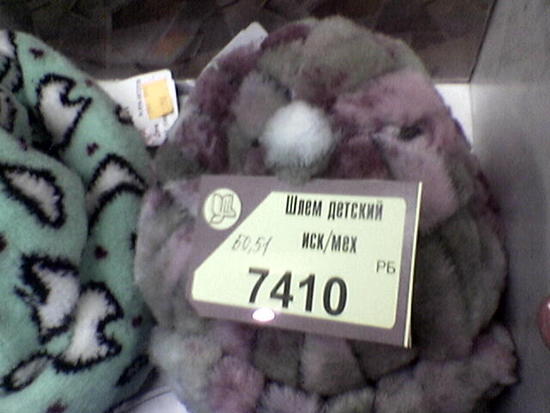 Шлем детский
иск/мех
50,51
РБ
7410